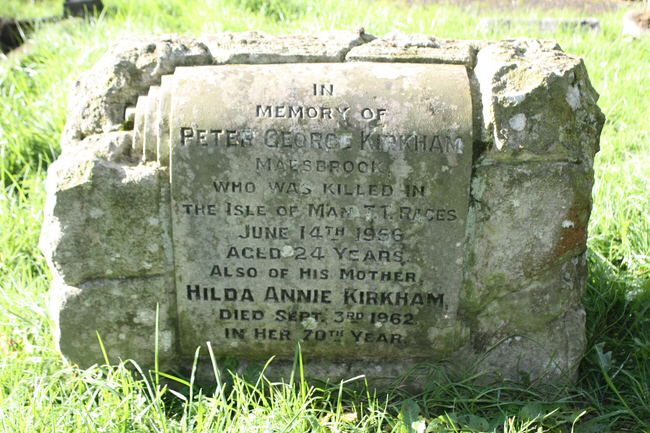 IN
MEMORY OF
PETER GEORGE KIRKHAM
MAESBROOK,
WHO WAS KILLED IN
THE ISLE OF MAN T.T. RACES
JUNE 14TH 1956
AGED 24 YEARS,
ALSO OF HIS MOTHER,
HILDA ANNIE KIRKHAM,
DIED SEPT. 3RD 1962,
IN HER 70TH YEAR.